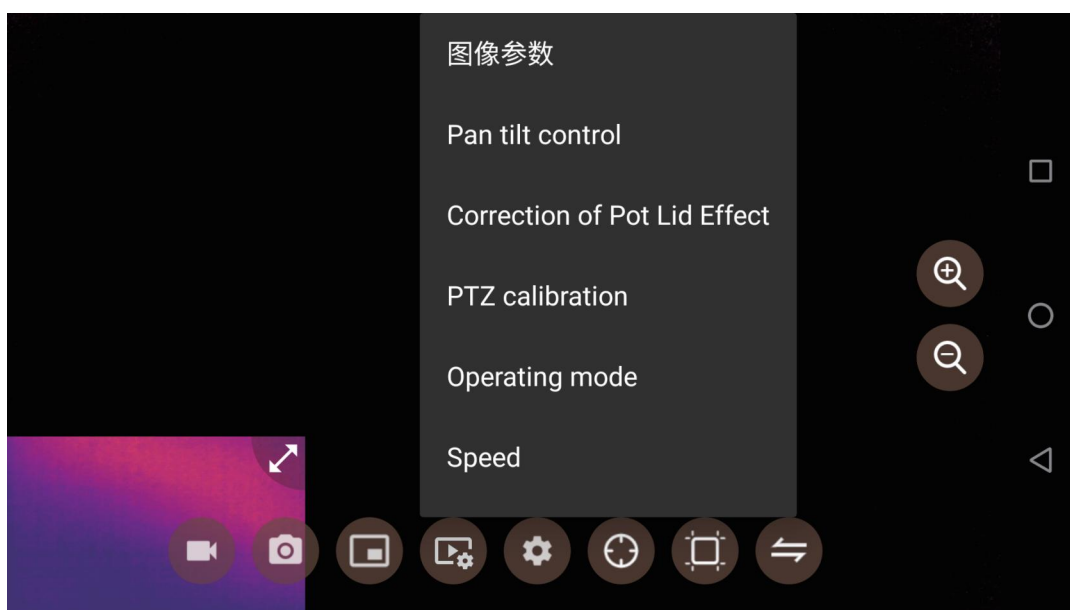 图像参数
Pan tilt control
Correction of Pot Lid Effect
PTZ calibration
Operating mode
Speed